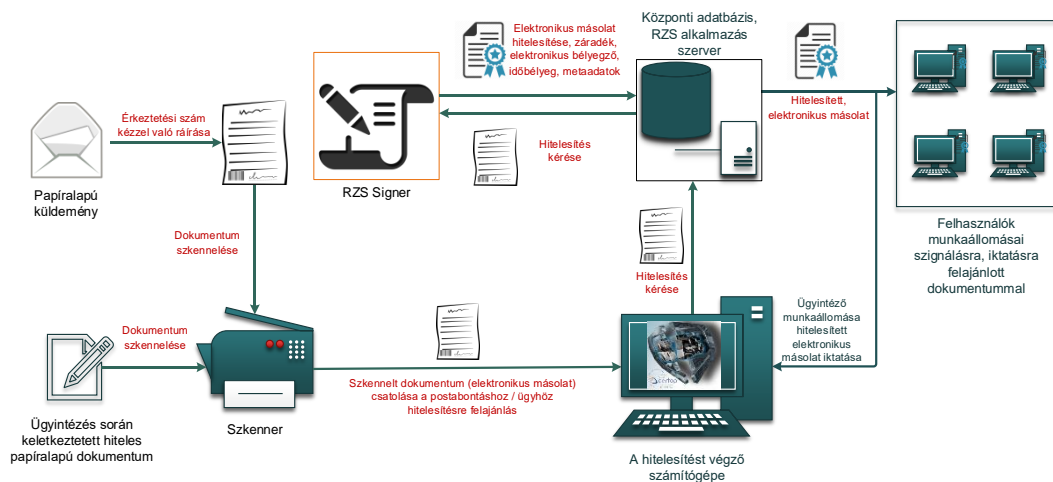 Elektronikus másolat
hitelesítése, záradék,
elektronikus bélyegző,
időbélyeg, metaadatok
Központi adatbázis,
RZS alkalmazás
szerver
Érkeztetési szám
kézzel való ráírása
Hitelesített,
elektronikus másolat
Hitelesítés
kérése
Papíralapú
küldemény
RZS Signer
Felhasználók
munkaállomásai
szignálásra, iktatásra
felajánlott
dokumentummal
Dokumentum
szkennelése
Hitelesítés
kérése
Ügyintéző
munkaállomása
hitelesített
elektronikus
másolat iktatása
Dokumentum
szkennelése
Szkennelt dokumentum (elektronikus másolat)
csatolása a postabontáshoz / ügyhöz
hitelesítésre felajánlás
Szkenner
Ügyintézés során
keletkeztetett hiteles
papíralapú dokumentum
A hitelesítést végző
számítógépe